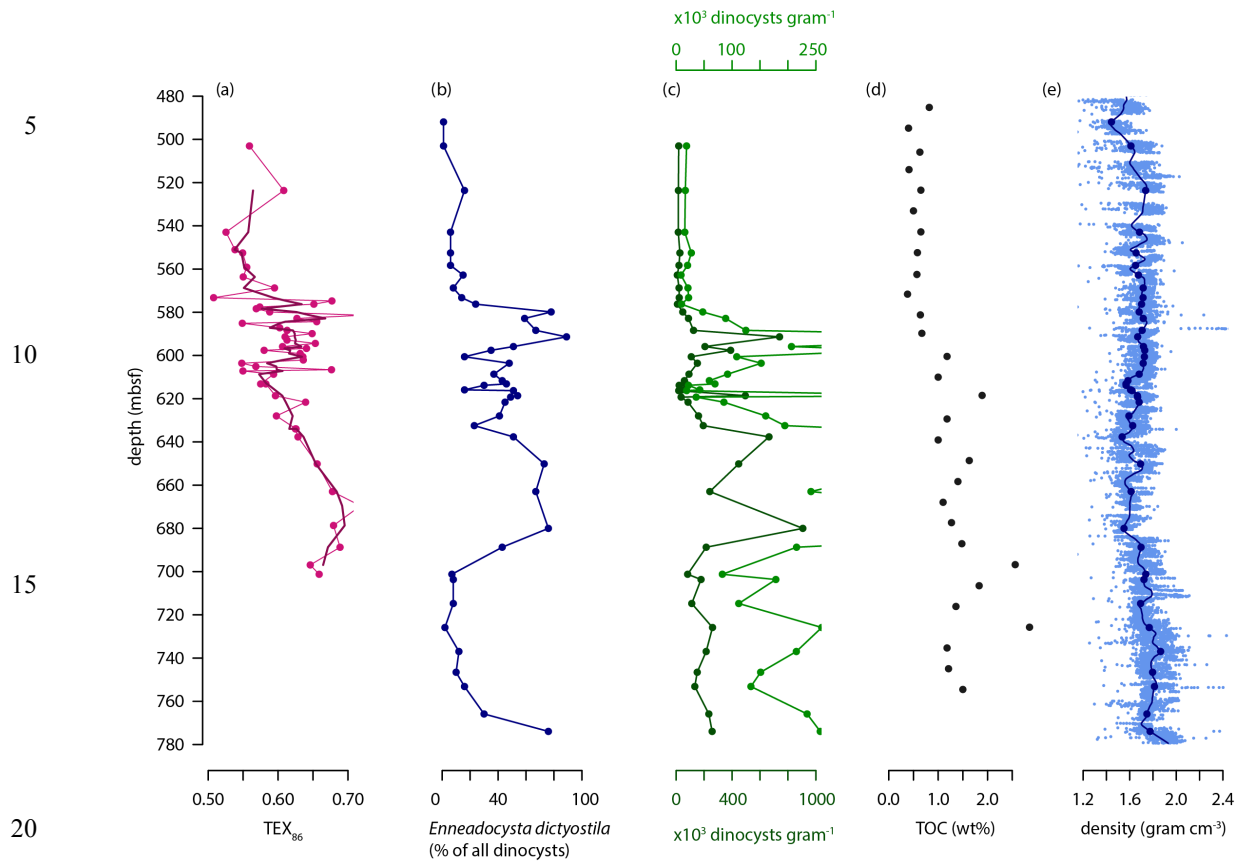 x10³ dinocysts gram⁻¹
0 100 250
(a) (b) (c) (d) (e)
480
5
500
520
540
560
580
10
600
620
640
660
680
15
700
720
740
760
780
depth (mbsf)
0.50 0.60 0.70
0 40 100
0 400 1000
0.0 1.0 2.0
1.2 1.6 2.0 2.4
20
TEX₈₆
Enneadocysta dictyostila
(% of all dinocysts)
x10³ dinocysts gram⁻¹
TOC (wt%)
density (gram cm⁻³)